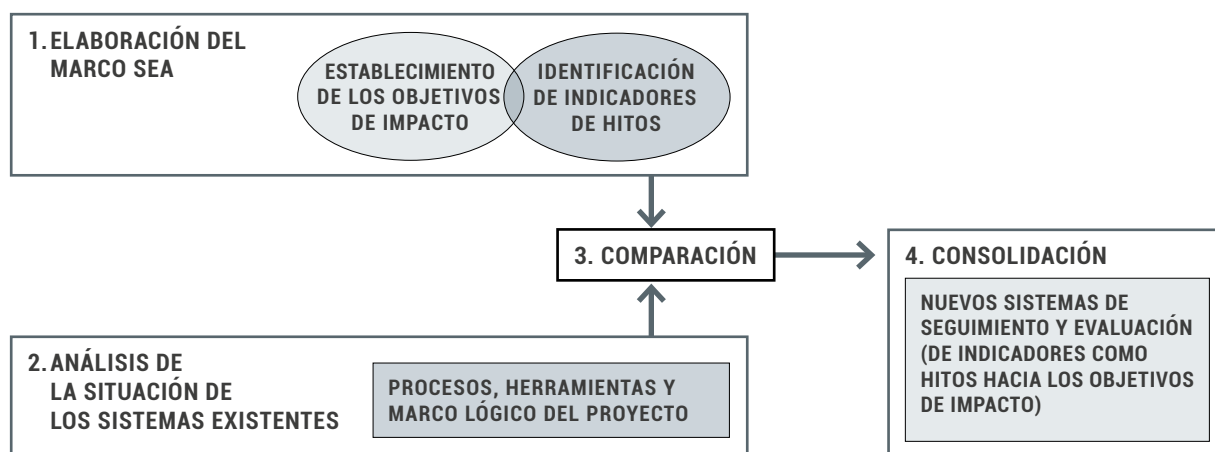 1. ELABORACIÓN DEL
MARCO SEA
ESTABLECIMIENTO
DE LOS OBJETIVOS
DE IMPACTO
IDENTIFICACIÓN
DE INDICADORES
DE HITOS
3. COMPARACIÓN
4. CONSOLIDACIÓN
NUEVOS SISTEMAS DE
SEGUIMIENTO Y EVALUACIÓN
(DE INDICADORES COMO
HITOS HACIA LOS OBJETIVOS
DE IMPACTO)
2. ANÁLISIS DE
LA SITUACIÓN DE
LOS SISTEMAS EXISTENTES
PROCESOS, HERRAMIENTAS Y
MARCO LÓGICO DEL PROYECTO